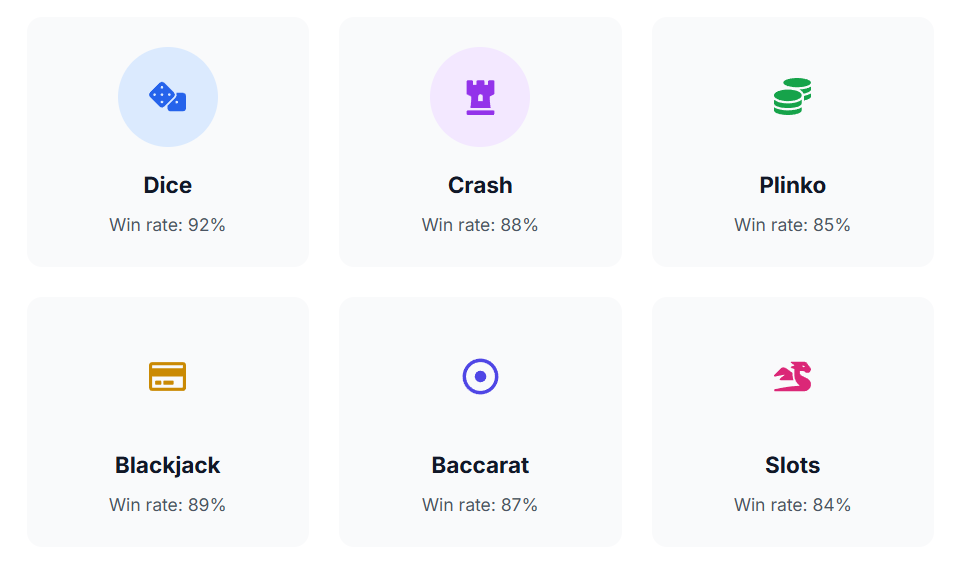 Dice
Win rate: 92%
Crash
Win rate: 88%
Plinko
Win rate: 85%
Blackjack
Win rate: 89%
Baccarat
Win rate: 87%
Slots
Win rate: 84%